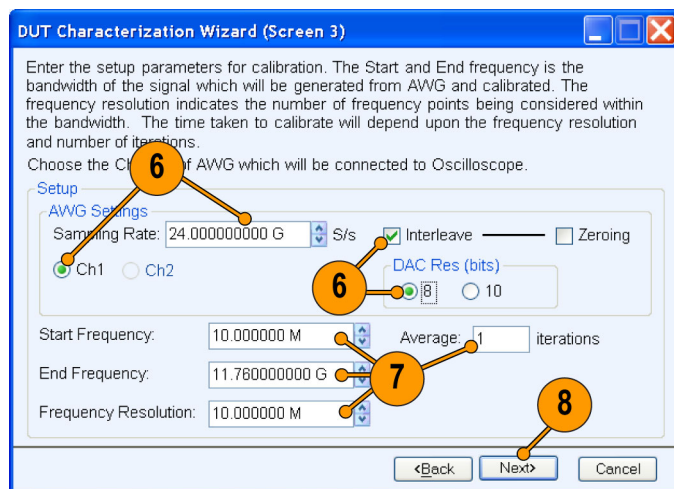 DUT Characterization Wizard (Screen 3)
Enter the setup parameters for calibration. The Start and End frequency is the
bandwidth of the signal which will be generated from AWG and calibrated. The
frequency resolution indicates the number of frequency points being considered within
the bandwidth. The time taken to calibrate will depend upon the frequency resolution
and number of iterations.
Choose the Ch of AWG which will be connected to Oscilloscope.
6
Setup
AWG Settings
Sampling Rate: 24.000000000 G S/s Interleave Zeroing
Ch1 Ch2
6
DAC Res (bits)
8 10
Start Frequency: 10.000000 M Average: 1 iterations
End Frequency: 11.760000000 G
7
Frequency Resolution: 10.000000 M
8
<Back Next> Cancel